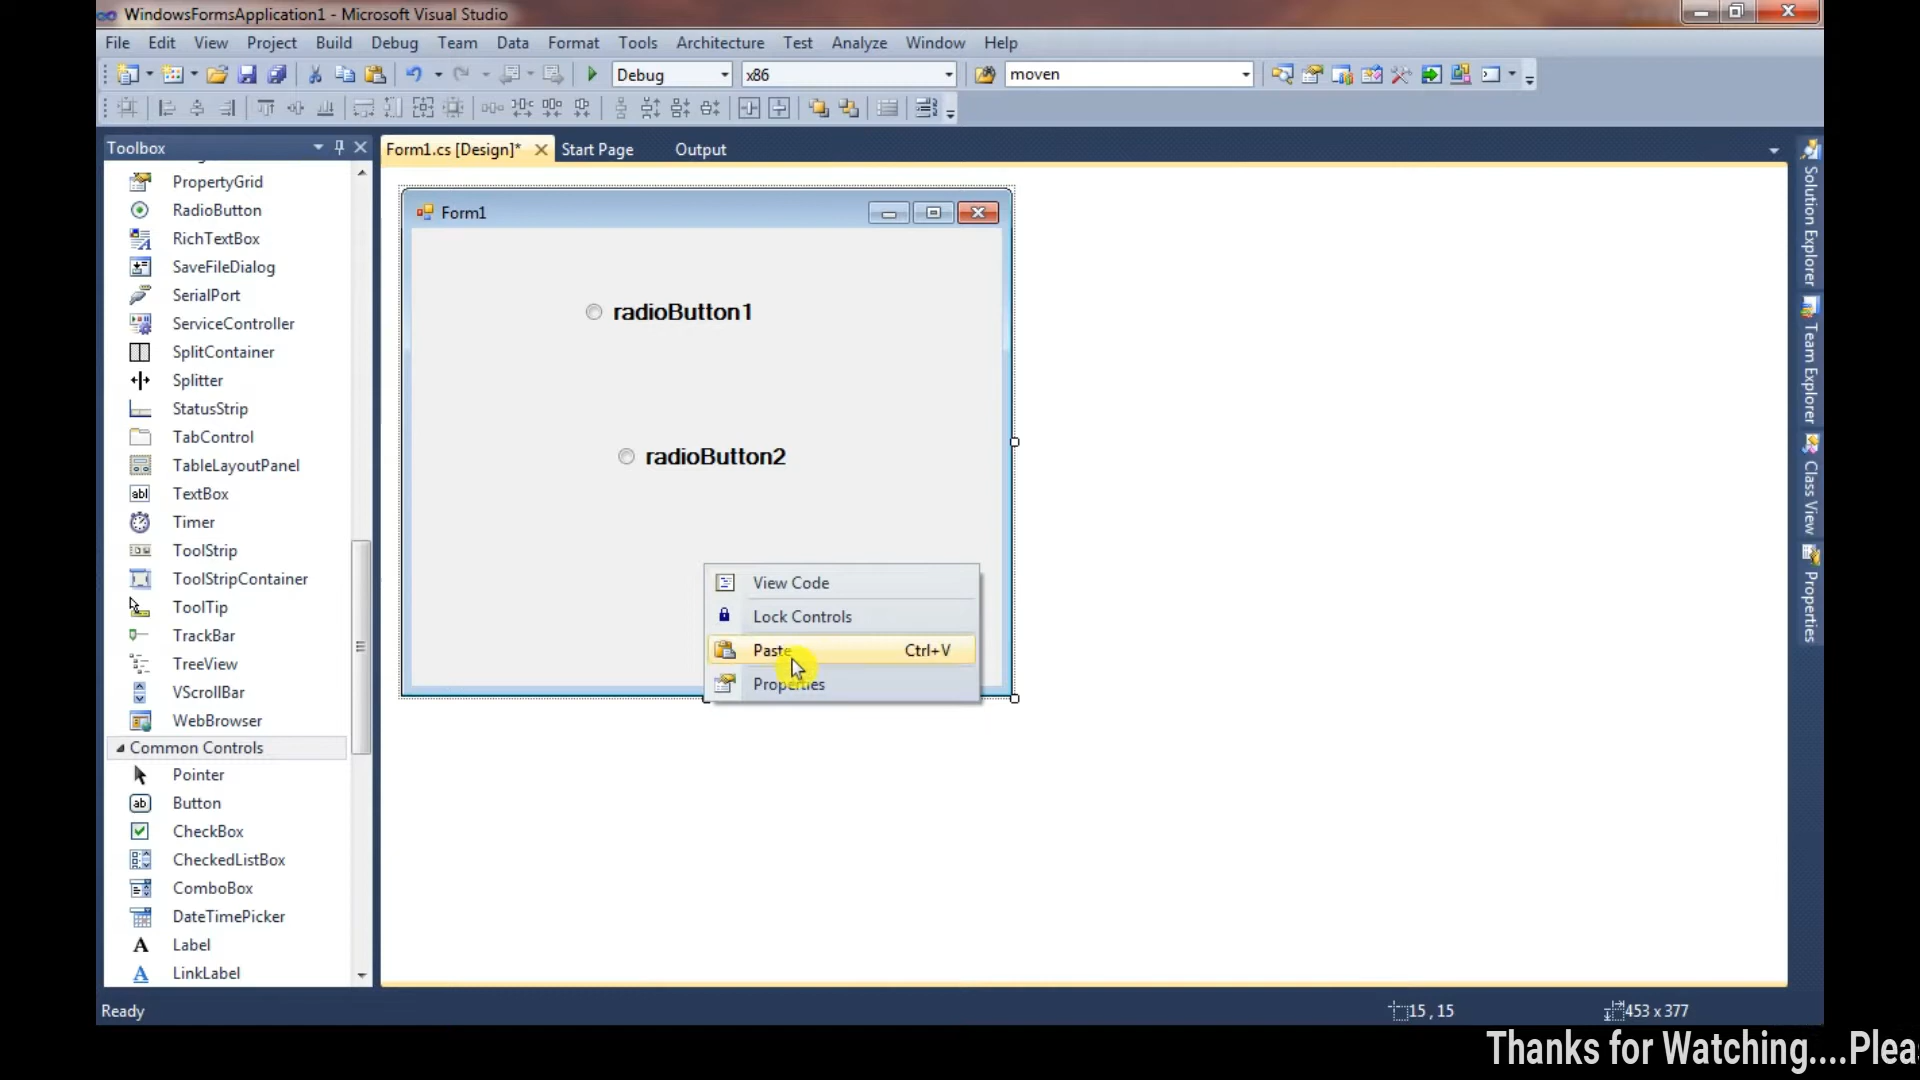 WindowsFormsApplication1 - Microsoft Visual Studio
File Edit View Project Build Debug Team Data Format Tools Architecture Test Analyze Window Help
Debug x86 moven
Toolbox
Form1.cs [Design]* Start Page Output
PropertyGrid
RadioButton
RichTextBox
SaveFileDialog
SerialPort
ServiceController
SplitContainer
Splitter
StatusStrip
TabControl
TableLayoutPanel
TextBox
Timer
ToolStrip
ToolStripContainer
ToolTip
TrackBar
TreeView
VScrollBar
WebBrowser
Common Controls
Pointer
Button
CheckBox
CheckedListBox
ComboBox
DateTimePicker
Label
LinkLabel
Form1
radioButton1
radioButton2
View Code
Lock Controls
Paste Ctrl+V
Properties
Solution Explorer
Team Explorer
Class View
Properties
Ready
15 , 15
453 x 377
Thanks for Watching....Plea